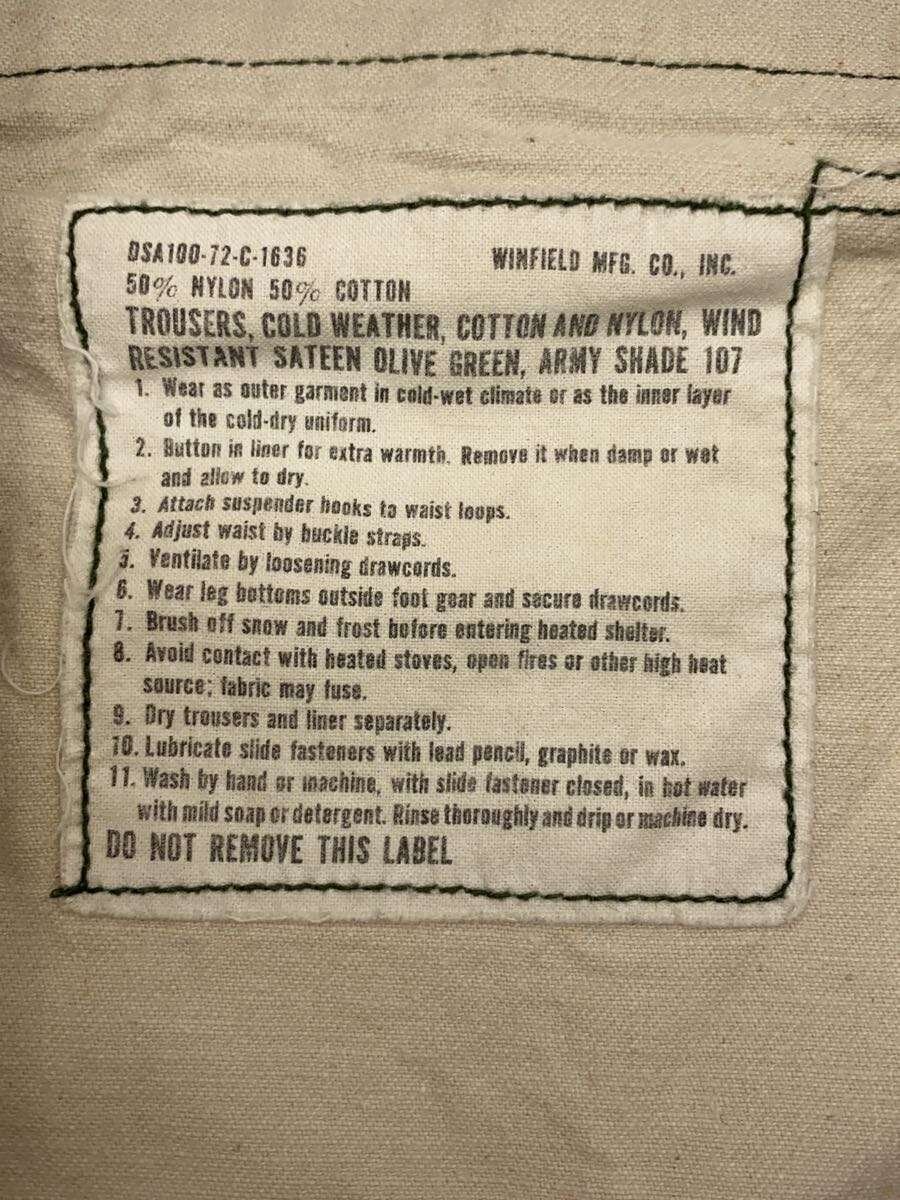 DSA100-72-C-1636 WINFIELD MFG. CO., INC.
50% NYLON 50% COTTON
TROUSERS, COLD WEATHER, COTTON AND NYLON, WIND
RESISTANT SATEEN OLIVE GREEN, ARMY SHADE 107
1. Wear as outer garment in cold-wet climate or as the inner layer
of the cold-dry uniform.
2. Button in liner for extra warmth. Remove it when damp or wet
and allow to dry.
3. Attach suspender hooks to waist loops.
4. Adjust waist by buckle straps.
5. Ventilate by loosening drawcords.
6. Wear leg bottoms outside foot gear and secure drawcords.
7. Brush off snow and frost before entering heated shelter.
8. Avoid contact with heated stoves, open fires or other high heat
source; fabric may fuse.
9. Dry trousers and liner separately.
10. Lubricate slide fasteners with lead pencil, graphite or wax.
11. Wash by hand or machine, with slide fastener closed, in hot water
with mild soap or detergent. Rinse thoroughly and drip or machine dry.
DO NOT REMOVE THIS LABEL